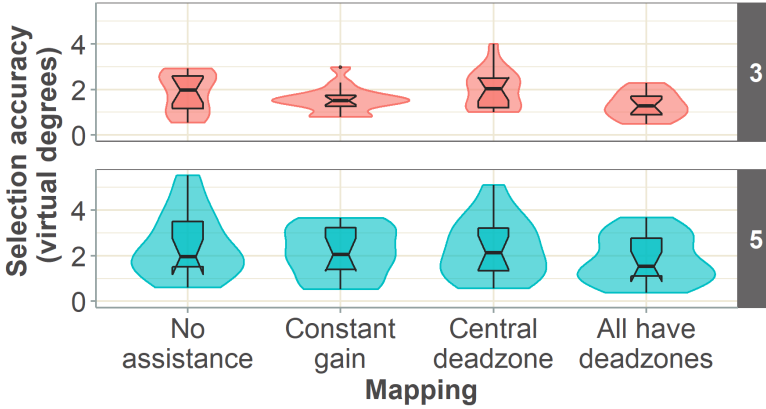 Selection accuracy
(virtual degrees)
4
2
0
3
4
2
0
5
No assistance
Constant gain
Central deadzone
All have deadzones
Mapping